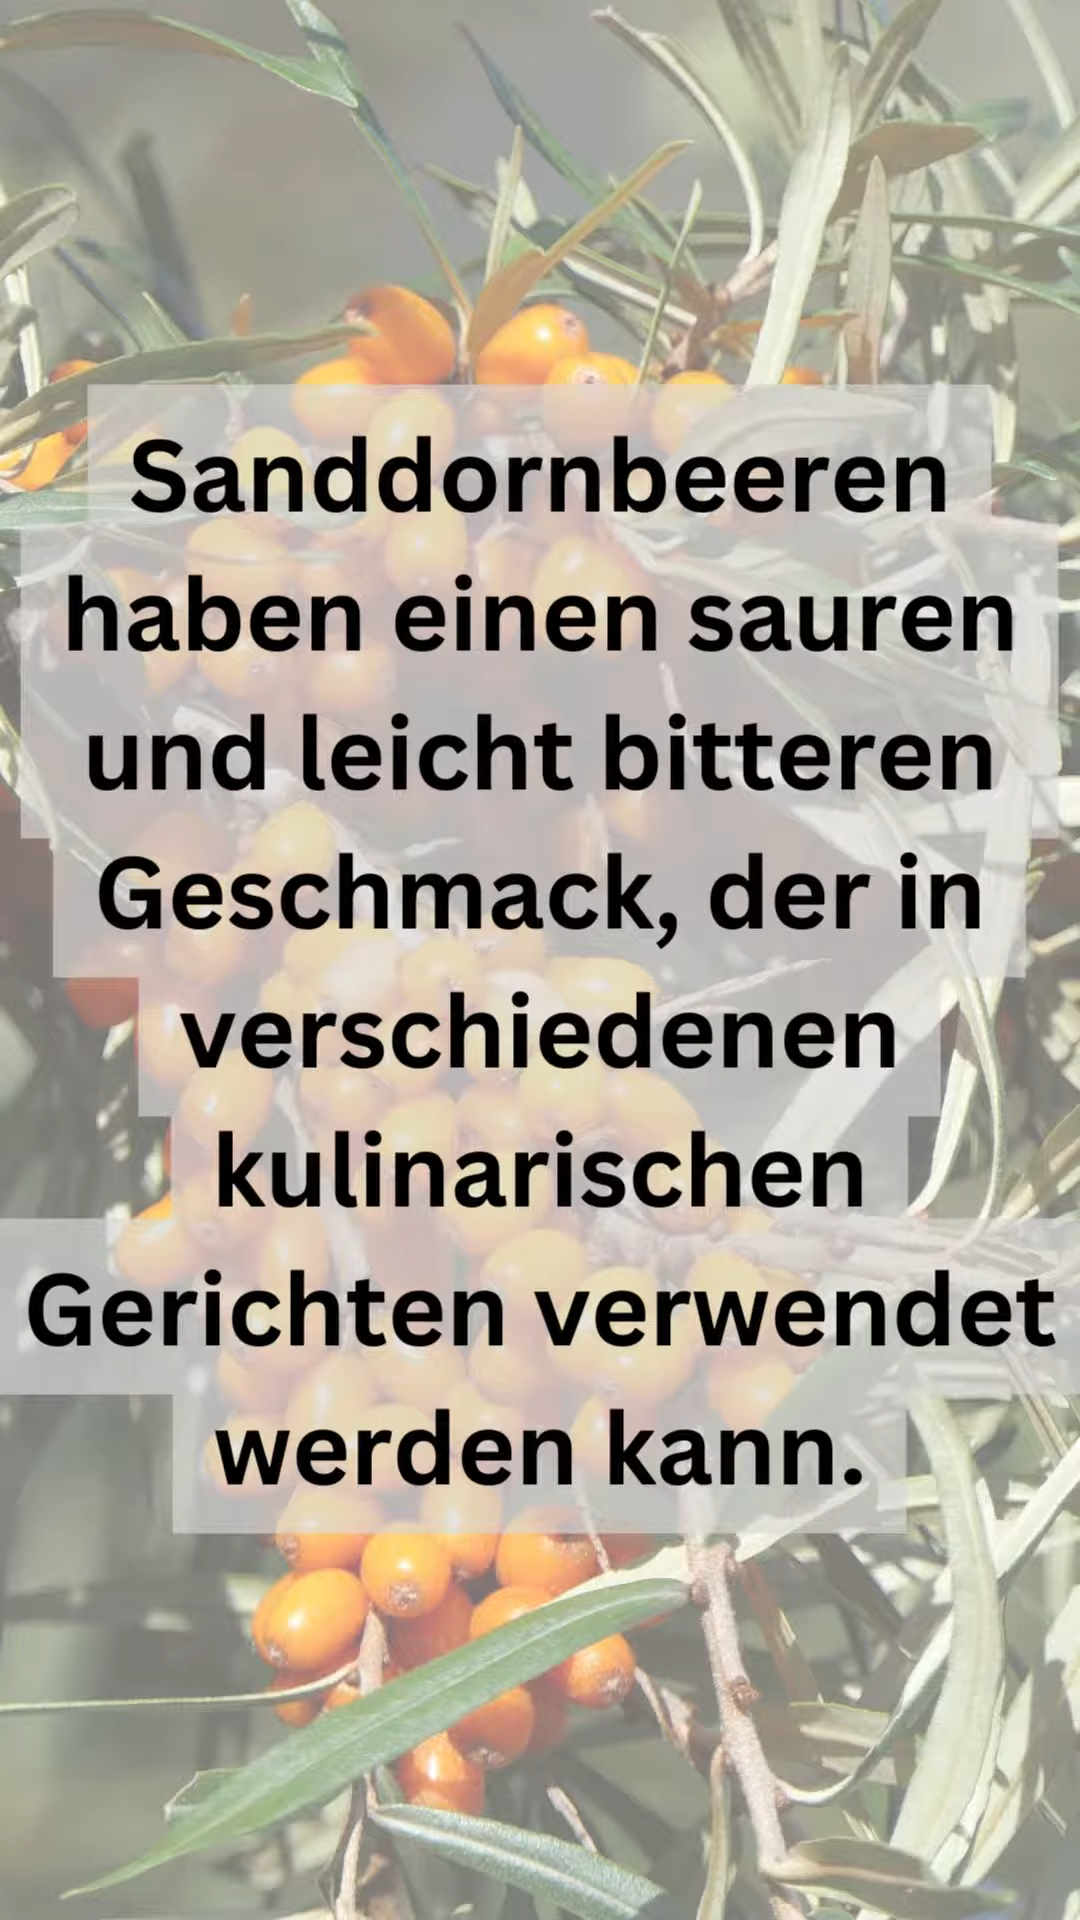 Sanddornbeeren
haben einen sauren
und leicht bitteren
Geschmack, der in
verschiedenen
kulinarischen
Gerichten verwendet
werden kann.